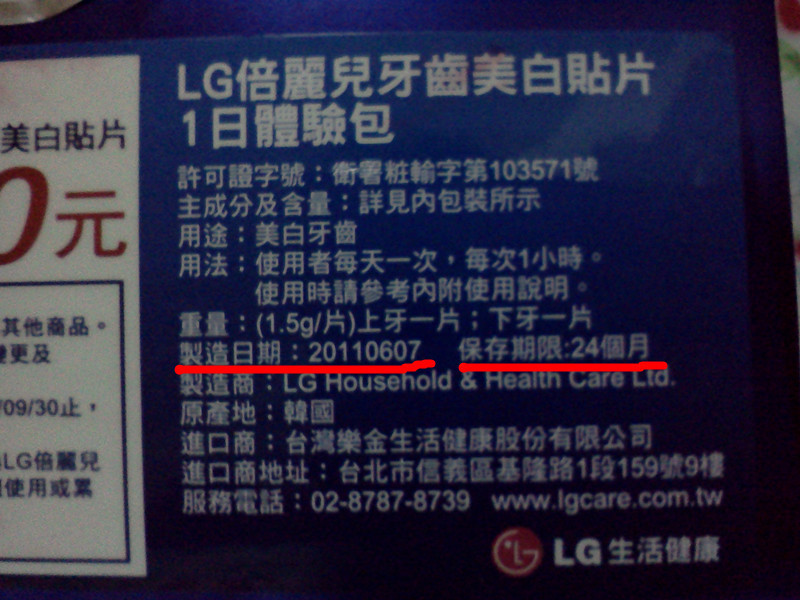 美白貼片
0元
其他商品。
變更及
/09/30止，
LG倍麗兒
使用或累
LG倍麗兒牙齒美白貼片
1日體驗包
許可證字號：衛署粧輸字第103571號
主成分及含量：詳見內包裝所示
用途：美白牙齒
用法：使用者每天一次，每次1小時。
使用時請參考內附使用說明。
重量：(1.5g/片)上牙一片；下牙一片
製造日期：20110607 保存期限:24個月
製造商：LG Household & Health Care Ltd.
原產地：韓國
進口商：台灣樂金生活健康股份有限公司
進口商地址：台北市信義區基隆路1段159號9樓
服務電話：02-8787-8739 www.lgcare.com.tw
LG 生活健康